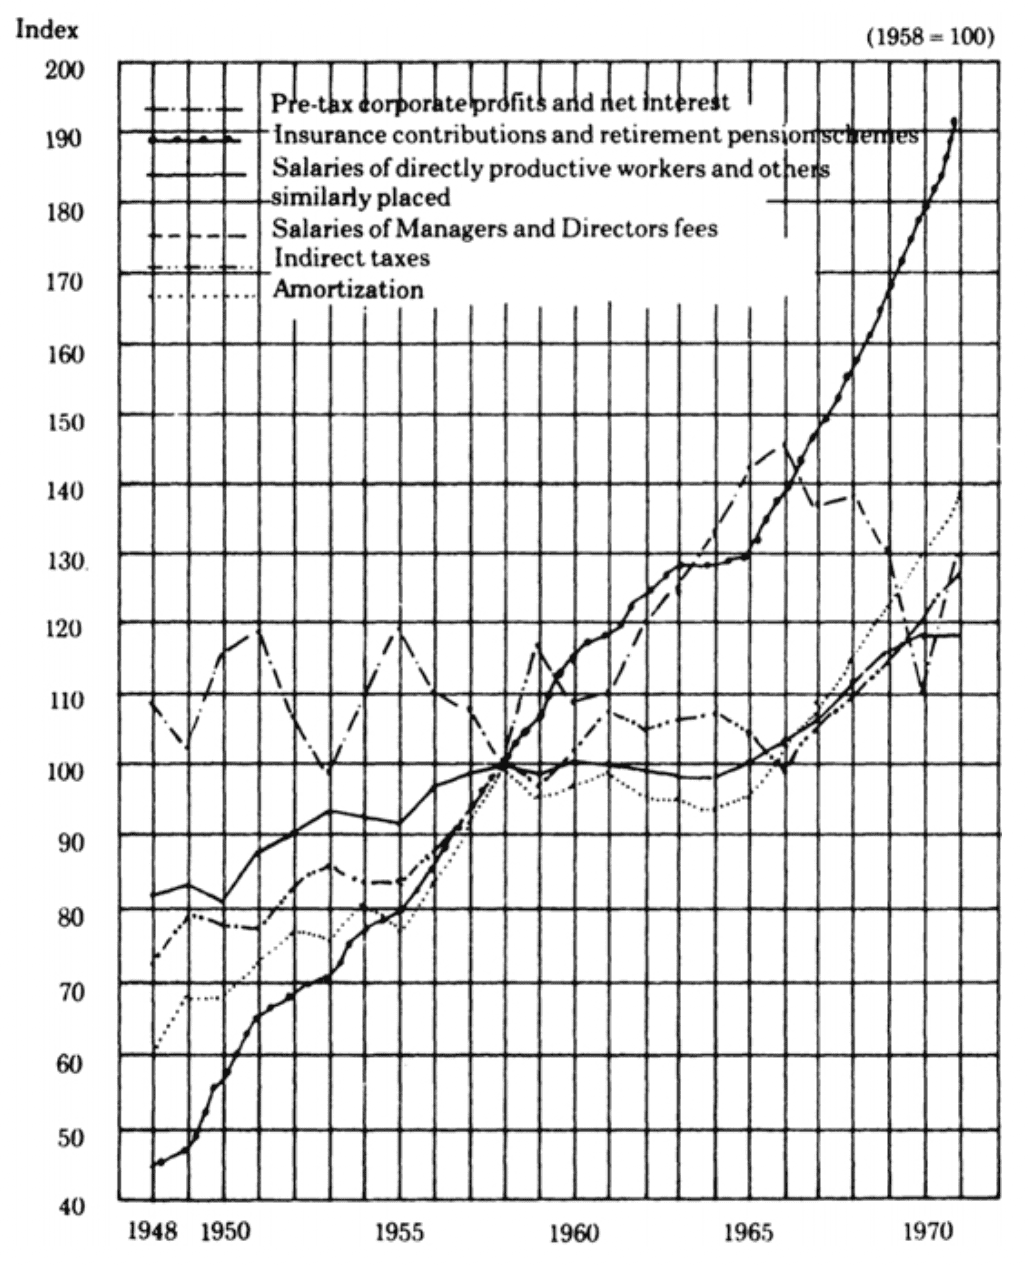 Index
(1958 = 100)
200
Pre-tax corporate profits and net interest
190
Insurance contributions and retirement pension schemes
Salaries of directly productive workers and others
similarly placed
180
Salaries of Managers and Directors fees
Indirect taxes
170
Amortization
160
150
140
130
120
110
100
90
80
70
60
50
40
1948 1950 1955 1960 1965 1970